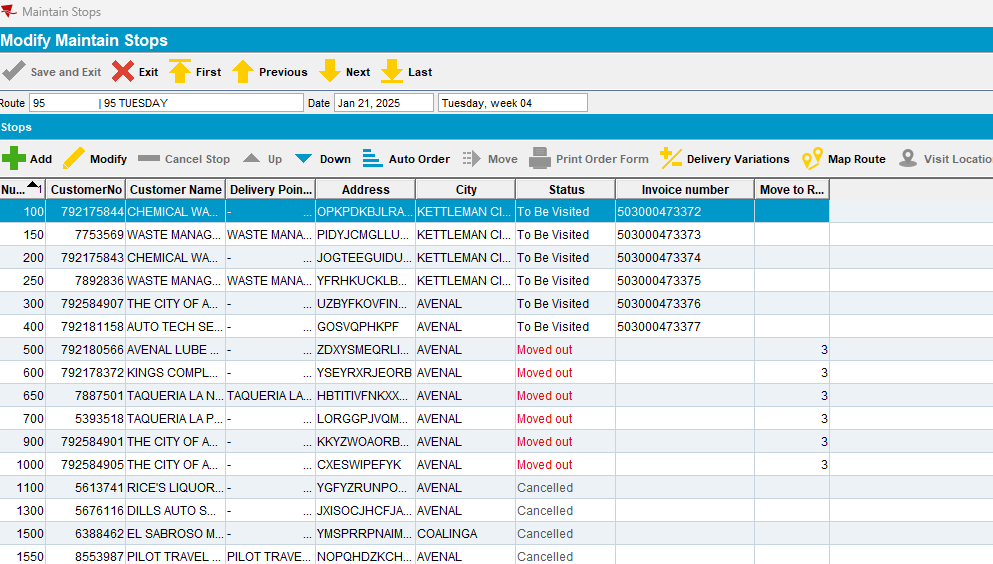 Maintain Stops
Modify Maintain Stops
Save and Exit Exit First Previous Next Last
Route 95 95 TUESDAY Date Jan 21, 2025 Tuesday, week 04
Stops
Add Modify Cancel Stop Up Down Auto Order Move Print Order Form Delivery Variations Map Route Visit Locatio
Nu... 1 CustomerNo Customer Name Delivery Poin... Address City Status Invoice number Move to R...
100 792175844 CHEMICAL WA... - ... OPKPDKBJLRA... KETTLEMAN CI... To Be Visited 503000473372
150 7753569 WASTE MANAG... WASTE MANA... PIDYJCMGLLU... KETTLEMAN CI... To Be Visited 503000473373
200 792175843 CHEMICAL WA... - ... JOGTEEGUIDU... KETTLEMAN CI... To Be Visited 503000473374
250 7892836 WASTE MANAG... WASTE MANA... YFRHKUCKLB... KETTLEMAN CI... To Be Visited 503000473375
300 792584907 THE CITY OF A... - ... UZBYFKOVFIN... AVENAL To Be Visited 503000473376
400 792181158 AUTO TECH SE... - ... GOSVQPHKPF AVENAL To Be Visited 503000473377
500 792180566 AVENAL LUBE ... - ... ZDXYSMEQRLI... AVENAL Moved out 3
600 792178372 KINGS COMPL... - ... YSEYRXRJEORB AVENAL Moved out 3
650 7887501 TAQUERIA LA N... TAQUERIA LA... HBTITIVFNKXX... AVENAL Moved out 3
700 5393518 TAQUERIA LA P... - ... LORGGPJVQM... AVENAL Moved out 3
900 792584901 THE CITY OF A... - ... KKYZWOAORB... AVENAL Moved out 3
1000 792584905 THE CITY OF A... - ... CXESWIPEFYK AVENAL Moved out 3
1100 5613741 RICE'S LIQUOR... - ... YGFYZRUNPO... AVENAL Cancelled
1300 5676116 DILLS AUTO S... - ... JXISOCJHCFJA... AVENAL Cancelled
1500 6388462 EL SABROSO M... - ... YMSPRRPNAIM... COALINGA Cancelled
1550 8553987 PILOT TRAVEL ... PILOT TRAVE... NOPQHDZKCH... AVENAL Cancelled